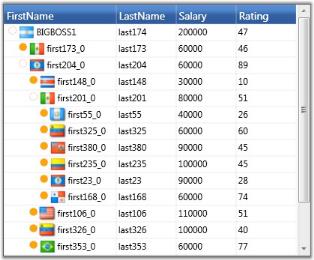 FirstName LastName Salary Rating
BIGBOSS1 last174 200000 47
first173_0 last173 60000 46
first204_0 last204 60000 89
first148_0 last148 30000 10
first201_0 last201 80000 51
first55_0 last55 40000 26
first325_0 last325 60000 60
first380_0 last380 90000 45
first235_0 last235 100000 45
first23_0 last23 90000 28
first168_0 last168 60000 74
first106_0 last106 110000 51
first326_0 last326 100000 40
first353_0 last353 60000 77